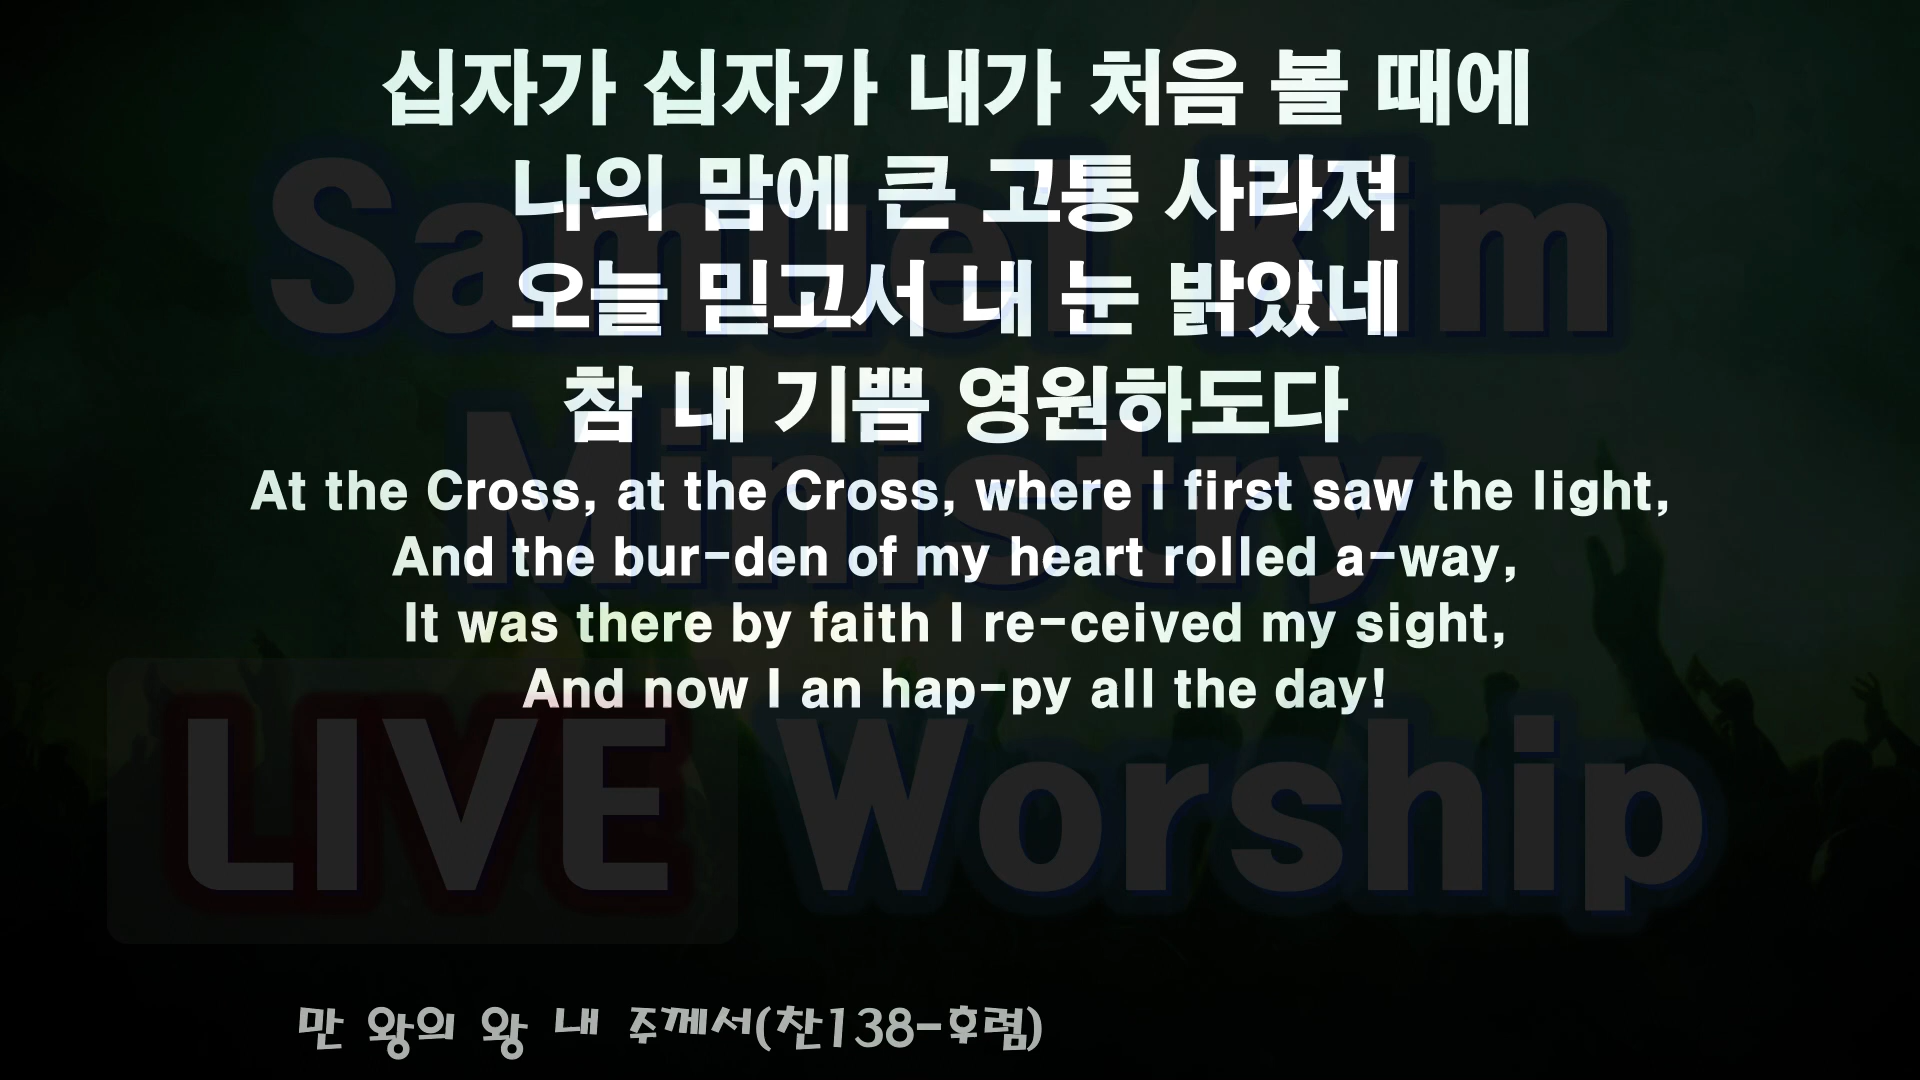 십자가 십자가 내가 처음 볼 때에
나의 맘에 큰 고통 사라져
오늘 믿고서 내 눈 밝았네
참 내 기쁨 영원하도다
At the Cross, at the Cross, where I first saw the light,
And the bur-den of my heart rolled a-way,
It was there by faith I re-ceived my sight,
And now I an hap-py all the day!
Samuel Kim
Ministry
LIVE Worship
만 왕의 왕 내 주께서(찬138-후렴)